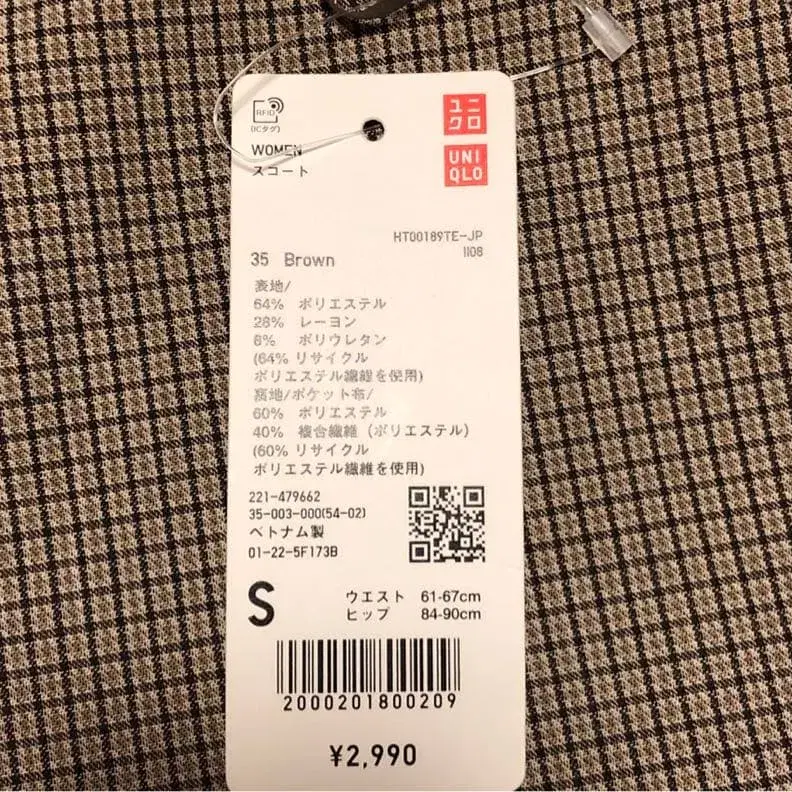 RFID
(ICタグ)
ユニ
クロ
UNI
QLO
WOMEN
スコート
HT00189TE-JP
1108
35 Brown
表地/
64% ポリエステル
28% レーヨン
8% ポリウレタン
(64% リサイクル
ポリエステル繊維を使用)
裏地/ポケット布/
60% ポリエステル
40% 複合繊維 (ポリエステル)
(60% リサイクル
ポリエステル繊維を使用)
221-479662
35-003-000(54-02)
ベトナム製
01-22-5F173B
S
ウエスト 61-67cm
ヒップ 84-90cm
2000201800209
¥2,990